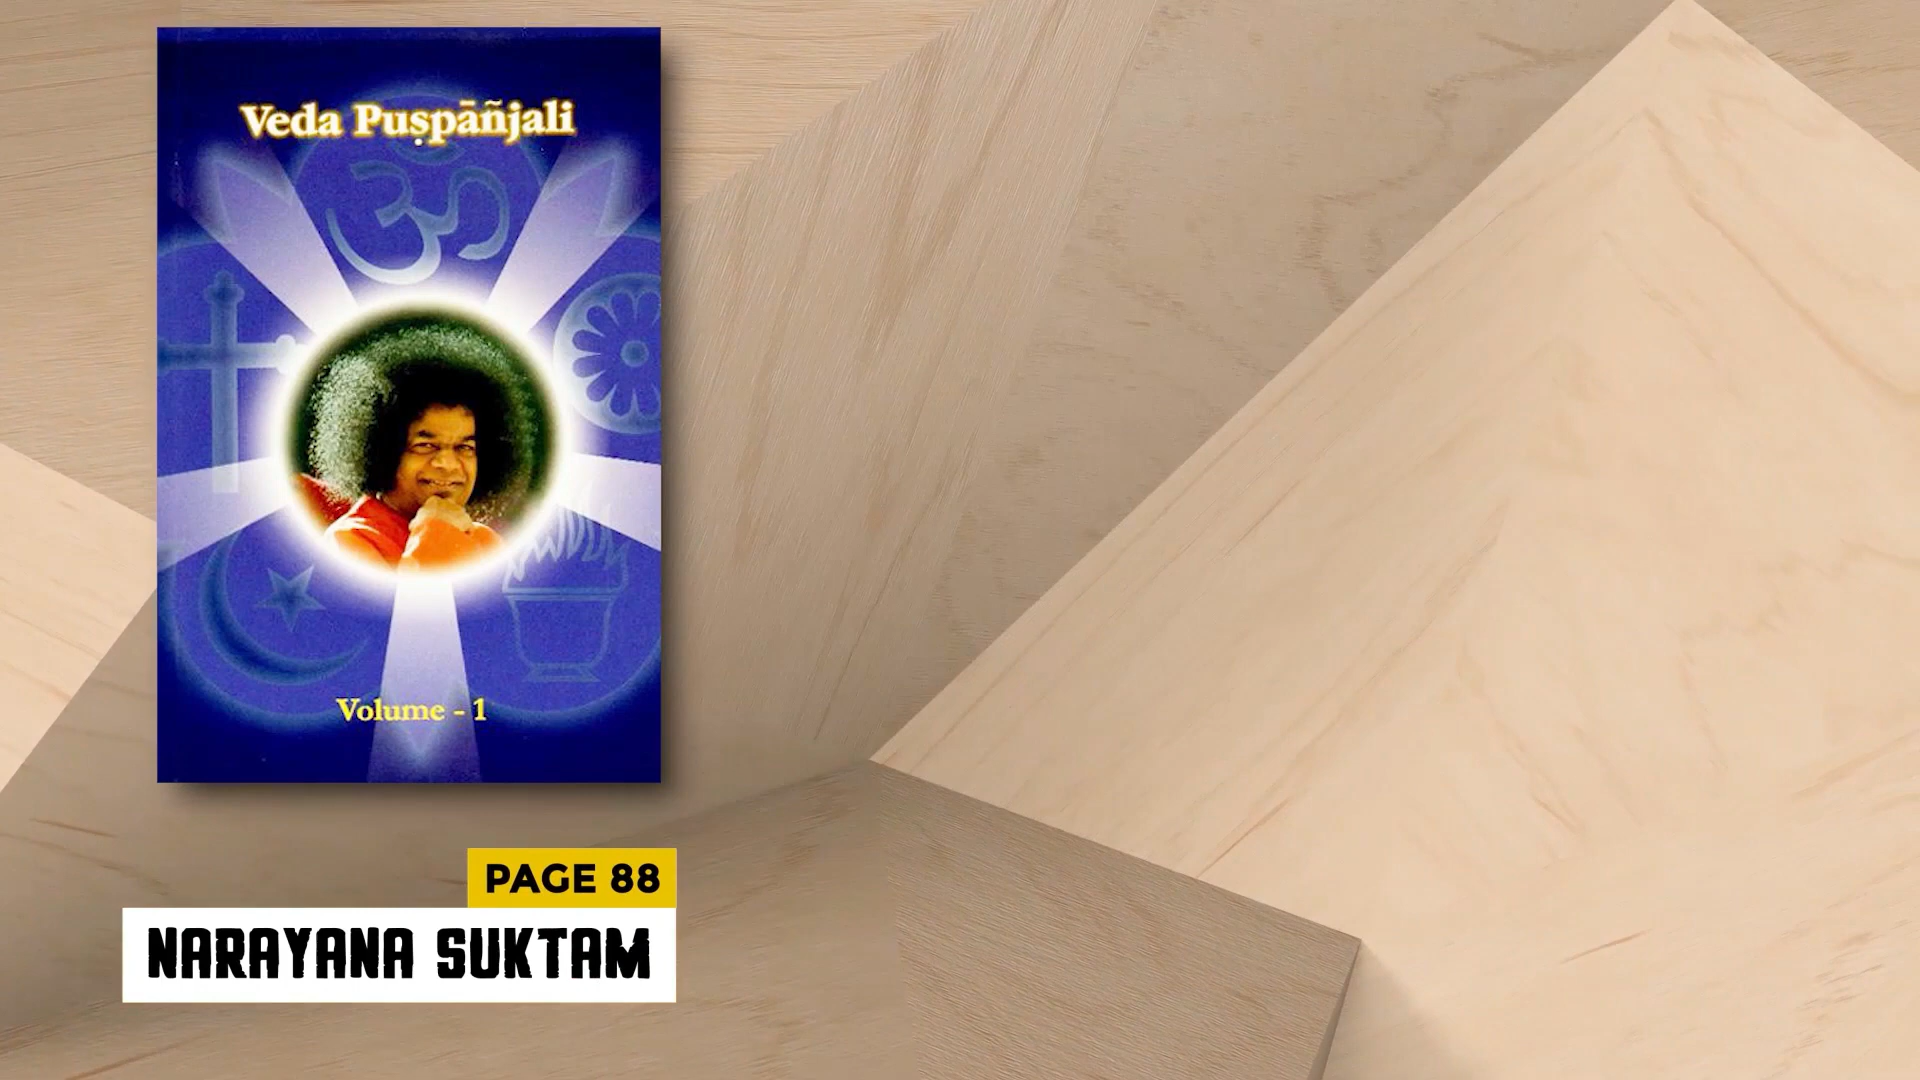 Veda Puṣpāñjali
ॐ
Volume - 1
PAGE 88
NARAYANA SUKTAM